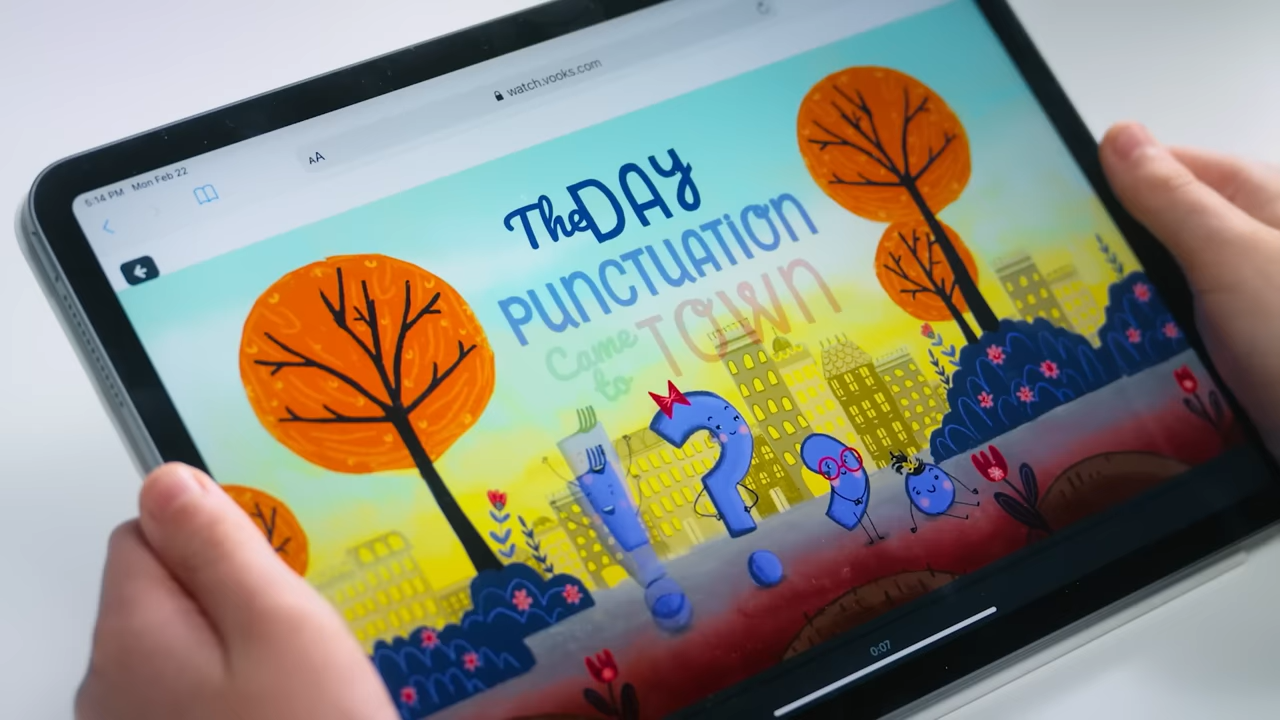 5:14 PM Mon Feb 22
AA
watch.vooks.com
The DAY
PUNCTUATION
Came to TOWN
0:07